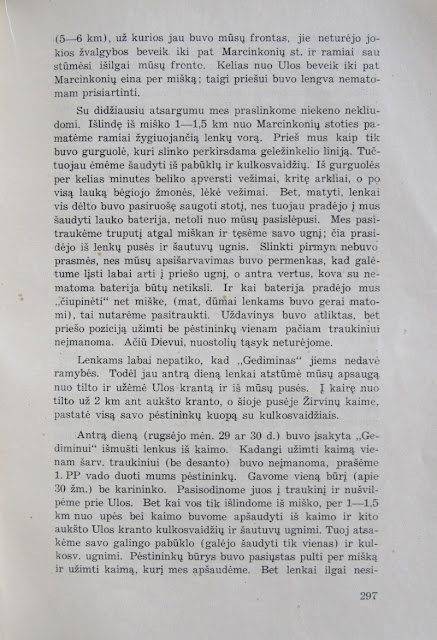 (5—6 km), už kurios jau buvo mūsų frontas, jie neturėjo jo-
kios žvalgybos beveik iki pat Marcinkonių st. ir ramiai sau
stūmėsi išilgai mūsų fronto. Kelias nuo Ulos beveik iki pat
Marcinkonių eina per mišką; taigi priešui buvo lengva nemato-
mam prisiartinti.
Su didžiausiu atsargumu mes praslinkome niekeno nekliu-
domi. Išlindę iš miško 1—1,5 km nuo Marcinkonių stoties pa-
matėme ramiai žygiuojančią lenkų vorą. Prieš mus kaip tik
buvo gurguolė, kuri slinko perkirsdama geležinkelio liniją. Tuč-
tuojau ėmėme šaudyti iš pabūklų ir kulkosvaidžių. Iš gurguolės
per kelias minutes beliko apversti vežimai, kritę arkliai, o po
visą lauką bėgiojo žmonės, lėkė vežimai. Bet, matyti, lenkai
vis dėlto buvo pasiruošę saugoti stotį, nes tuojau pradėjo į mus
šaudyti lauko baterija, netoli nuo mūsų pasislėpusi. Mes pasi-
traukėme truputį atgal miškan ir tęsėme savo ugnį; čia prasi-
dėjo iš lenkų pusės ir šautuvų ugnis. Slinkti pirmyn nebuvo
prasmės, nes mūsų apsišarvavimas buvo permenkas, kad galė-
tume lįsti labai arti į priešo ugnį, o antra vertus, kova su ne-
matoma baterija būtų netiksli. Ir kai baterija pradėjo mus
„čiupinėti“ net miške, (mat, dūmai lenkams buvo gerai mato-
mi), tai nutarėme pasitraukti. Uždavinys buvo atliktas, bet
priešo poziciją užimti be pėstininkų vienam pačiam traukiniui
neįmanoma. Ačiū Dievui, nuostolių tąsyk neturėjome.
Lenkams labai nepatiko, kad „Gediminas“ jiems nedavė
ramybės. Todėl jau antrą dieną lenkai atstūmė mūsų apsaugą
nuo tilto ir užėmė Ulos krantą ir iš mūsų pusės. Į kairę nuo
tilto už 2 km ant aukšto kranto, o šioje pusėje Žirvinų kaime,
pastatė visą savo pėstininkų kuopą su kulkosvaidžiais.
Antrą dieną (rugsėjo mėn. 29 ar 30 d.) buvo įsakyta „Ge-
diminui“ išmušti lenkus iš kaimo. Kadangi užimti kaimą vie-
nam šarv. traukiniui (be desanto) buvo neįmanoma, prašėme
1. PP vado duoti mums pėstininkų. Gavome vieną būrį (apie
30 žm.) be karininko. Pasisodinome juos į traukinį ir nušvil-
pėme prie Ulos. Bet kai vos tik išlindome iš miško, per 1—1,5
km nuo upės bei kaimo buvome apšaudyti iš kaimo ir kito
aukšto Ulos kranto kulkosvaidžių ir šautuvų ugnimi. Tuoj atsa-
kėme savo galingo pabūklo (galėjo šaudyti tik vienas) ir kul-
kosv. ugnimi. Pėstininkų būrys buvo pasiųstas pulti per mišką
ir užimti kaimą, kurį mes apšaudėme. Bet lenkai ilgai nesi-
297